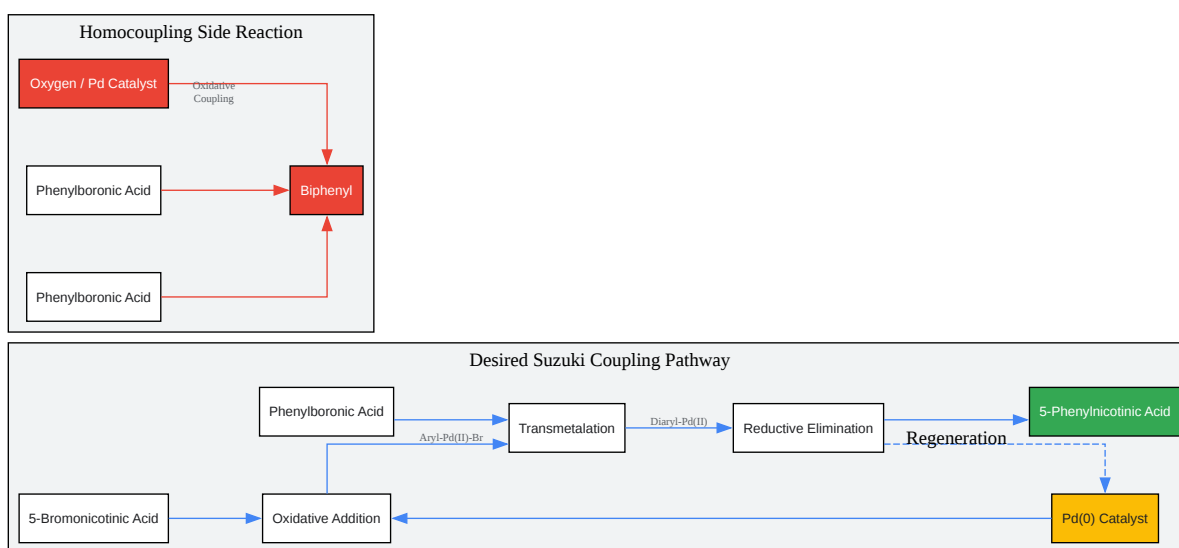 Homocoupling Side Reaction
Oxygen / Pd Catalyst
Oxidative
Coupling
Phenylboronic Acid
Biphenyl
Phenylboronic Acid
Desired Suzuki Coupling Pathway
Phenylboronic Acid
5-Phenylnicotinic Acid
Transmetalation
Diaryl-Pd(II)
Reductive Elimination
Aryl-Pd(II)-Br
Regeneration
5-Bromonicotinic Acid
Oxidative Addition
Pd(0) Catalyst